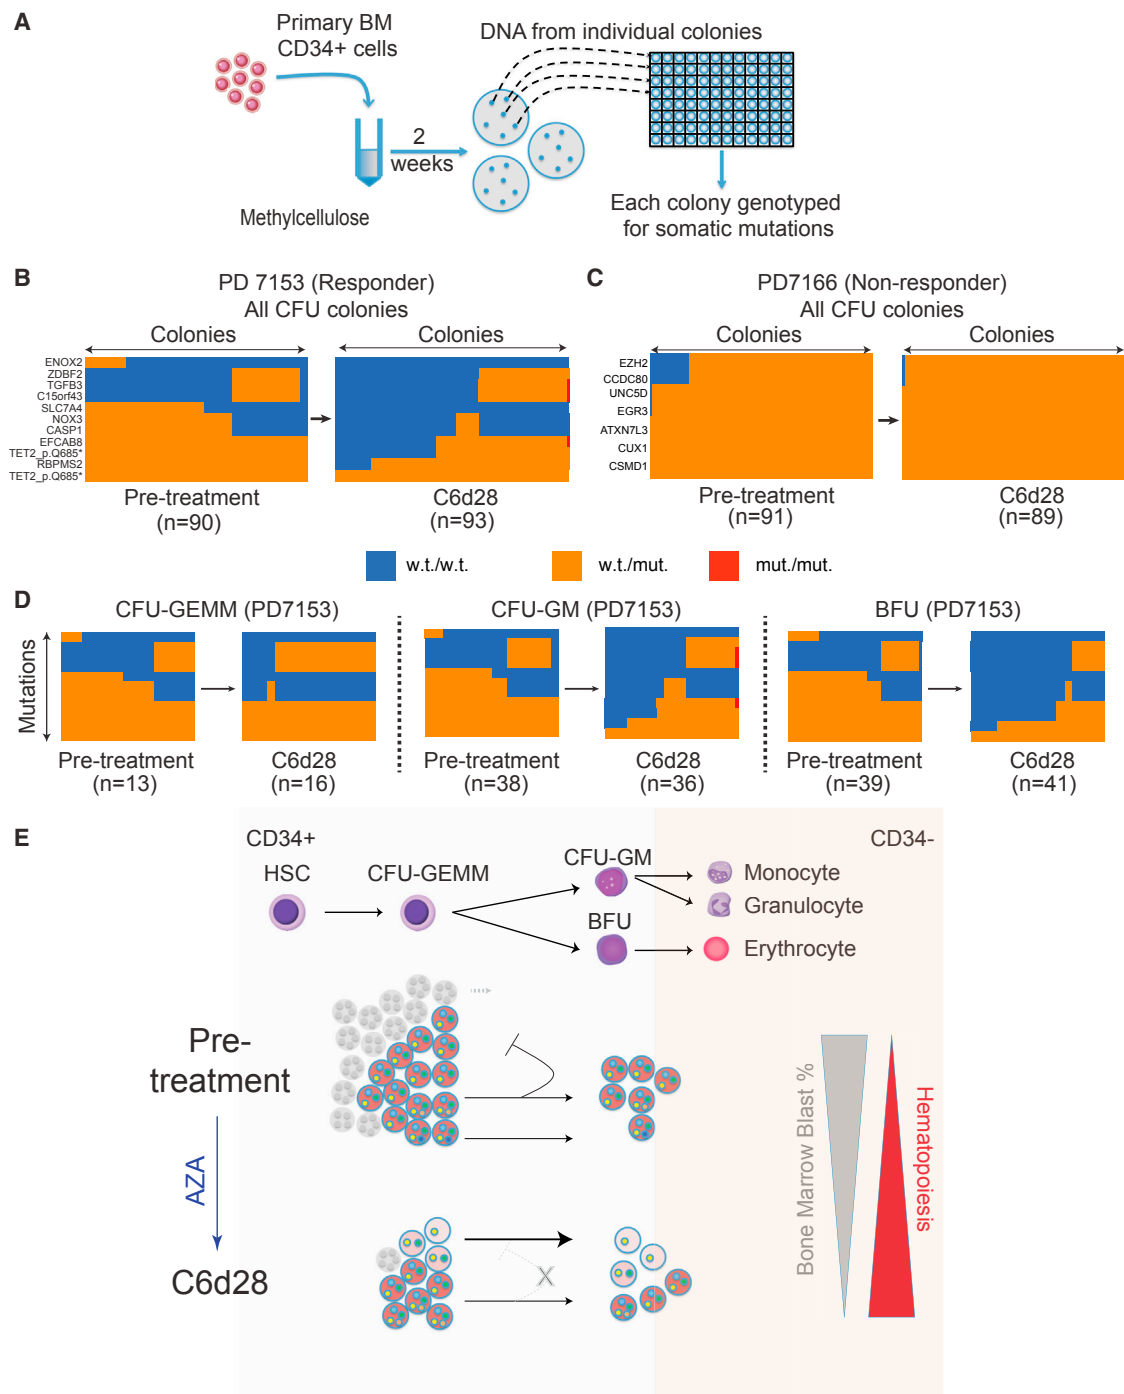 A
Primary BM
CD34+ cells
DNA from individual colonies
2
weeks
Methylcellulose
Each colony genotyped
for somatic mutations
B
PD 7153 (Responder)
All CFU colonies
Colonies
Colonies
ENOX2
ZDBF2
TGFB3
C15orf43
SLC7A4
NOX3
CASP1
EFCAB8
TET2_p.Q685*
RBPMS2
TET2_p.Q685*
Pre-treatment
(n=90)
C6d28
(n=93)
C
PD7166 (Non-responder)
All CFU colonies
Colonies
Colonies
EZH2
CCDC80
UNC5D
EGR3
ATXN7L3
CUX1
CSMD1
Pre-treatment
(n=91)
C6d28
(n=89)
w.t./w.t.
w.t./mut.
mut./mut.
D
CFU-GEMM (PD7153)
CFU-GM (PD7153)
BFU (PD7153)
Mutations
Pre-treatment
(n=13)
C6d28
(n=16)
Pre-treatment
(n=38)
C6d28
(n=36)
Pre-treatment
(n=39)
C6d28
(n=41)
E
CD34+
CD34-
HSC
CFU-GEMM
CFU-GM
BFU
Monocyte
Granulocyte
Erythrocyte
Pre-
treatment
AZA
C6d28
X
Bone Marrow Blast %
Hematopoiesis